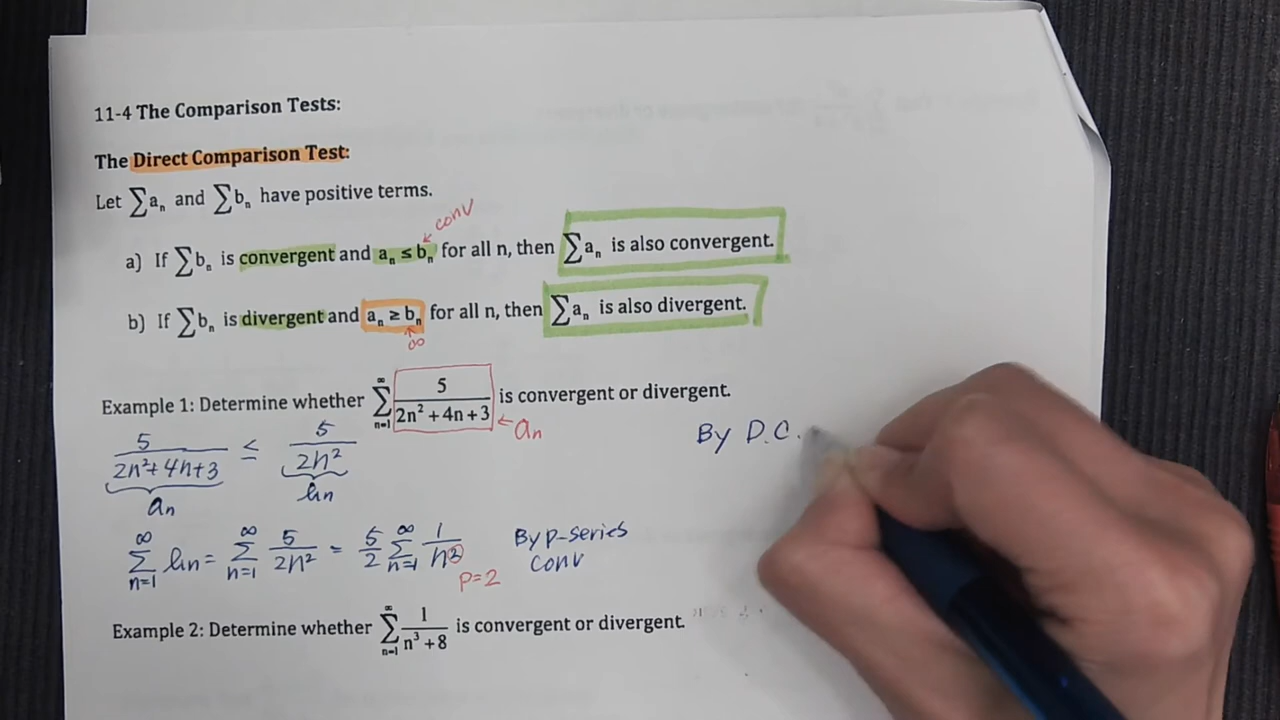 11-4 The Comparison Tests:
The Direct Comparison Test:
Let ∑aₙ and ∑bₙ have positive terms.
conv
a) If ∑bₙ is convergent and aₙ ≤ bₙ for all n, then ∑aₙ is also convergent.
b) If ∑bₙ is divergent and aₙ ≥ bₙ for all n, then ∑aₙ is also divergent.
∞
Example 1: Determine whether ∑_{n=1}^{∞} 5/(2n²+4n+3) is convergent or divergent.
← aₙ
5/(2n²+4n+3) ≤ 5/(2n²)
aₙ bₙ
By D.C.
∑_{n=1}^{∞} bₙ = ∑_{n=1}^{∞} 5/(2n²) = 5/2 ∑_{n=1}^{∞} 1/n²
p=2
By p-series
conv
Example 2: Determine whether ∑_{n=1}^{∞} 1/(n³+8) is convergent or divergent.